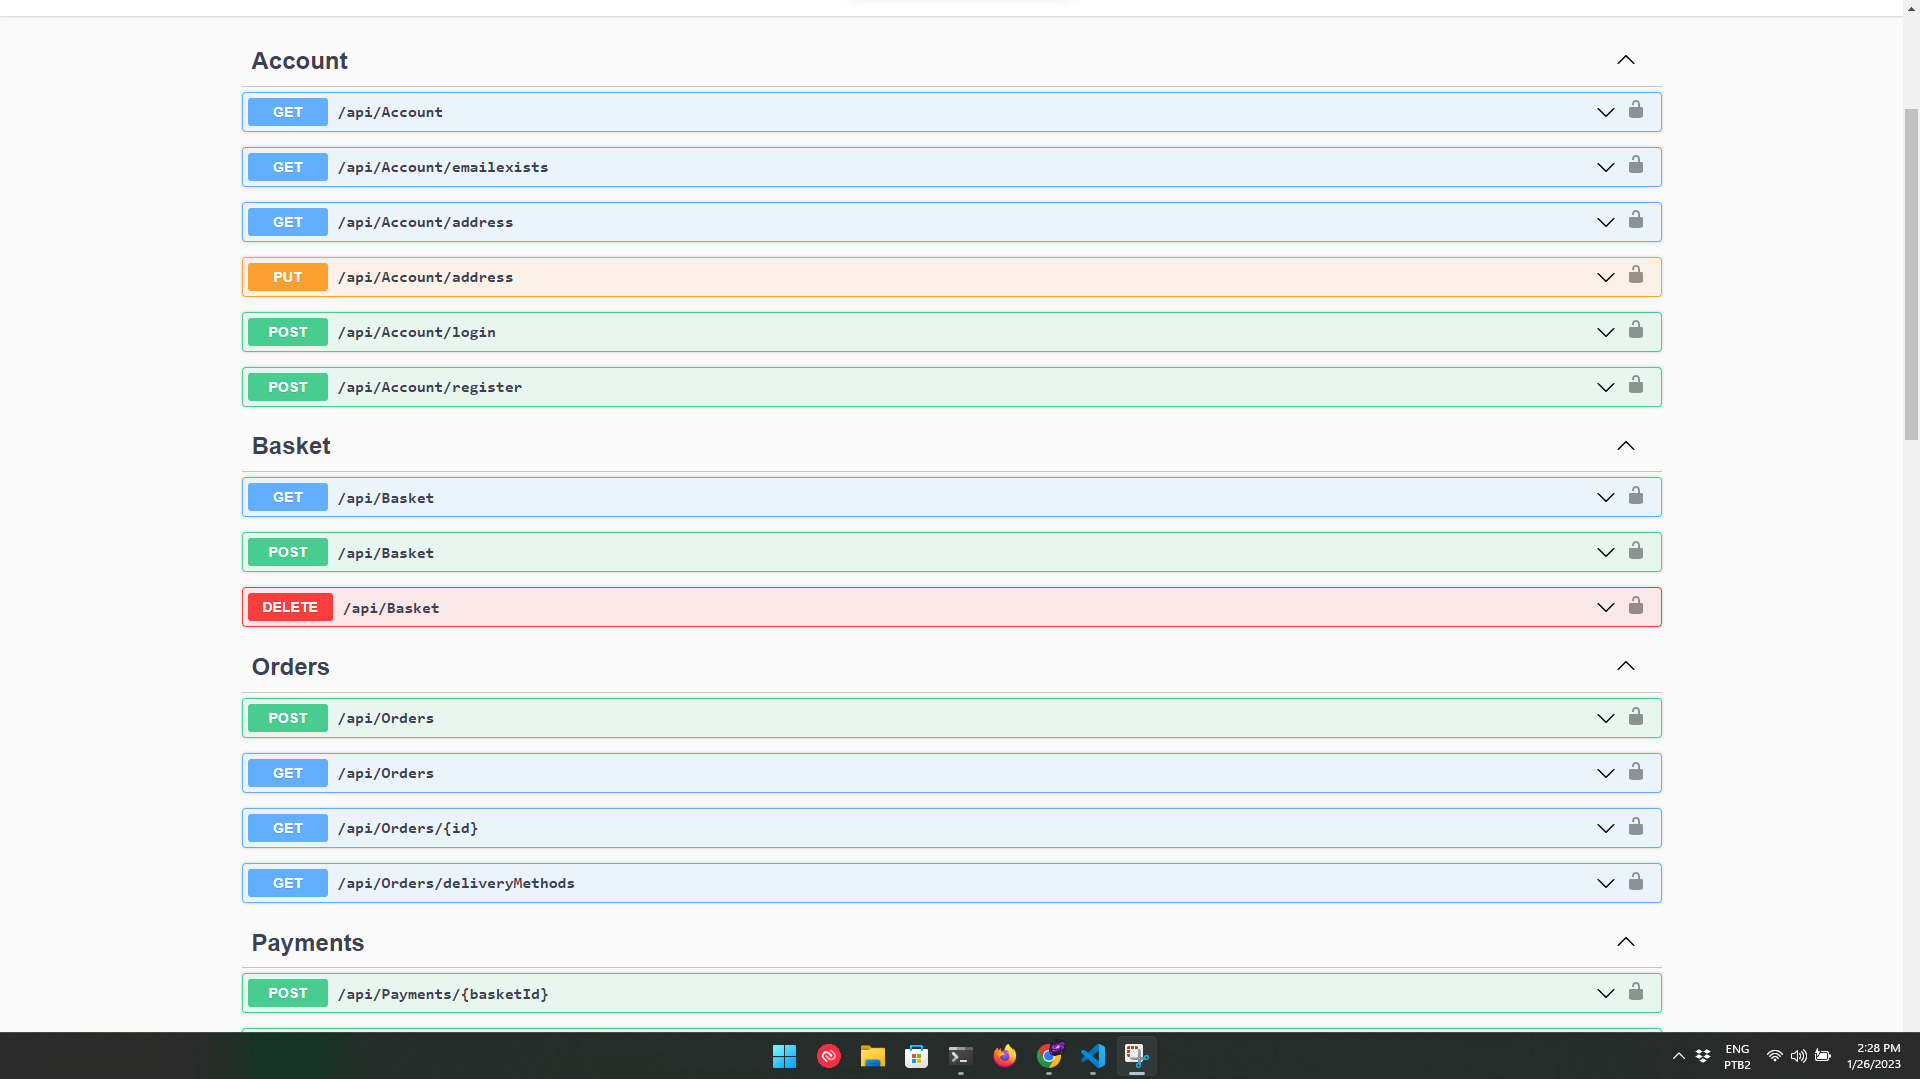 Account
GET /api/Account
GET /api/Account/emailexists
GET /api/Account/address
PUT /api/Account/address
POST /api/Account/login
POST /api/Account/register
Basket
GET /api/Basket
POST /api/Basket
DELETE /api/Basket
Orders
POST /api/Orders
GET /api/Orders
GET /api/Orders/{id}
GET /api/Orders/deliveryMethods
Payments
POST /api/Payments/{basketId}
ENG
PTB2
2:28 PM
1/26/2023